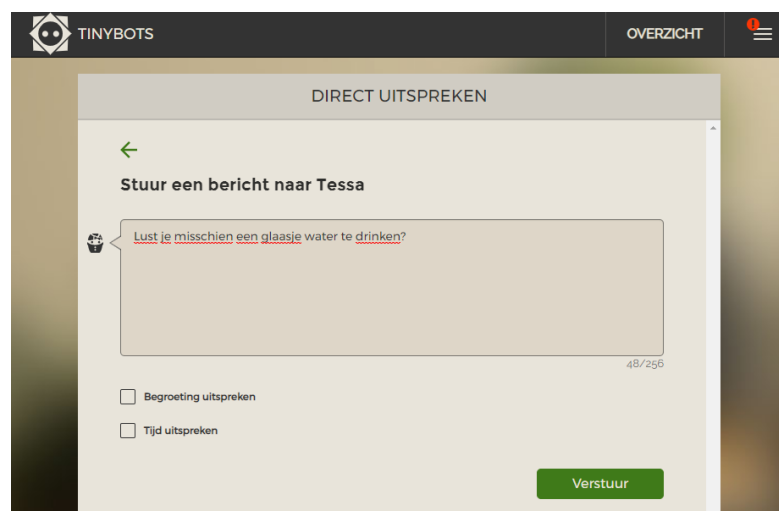 TINYBOTS
OVERZICHT
!
DIRECT UITSPREKEN
Stuur een bericht naar Tessa
Lust je misschien een glaasje water te drinken?
48/256
Begroeting uitspreken
Tijd uitspreken
Verstuur